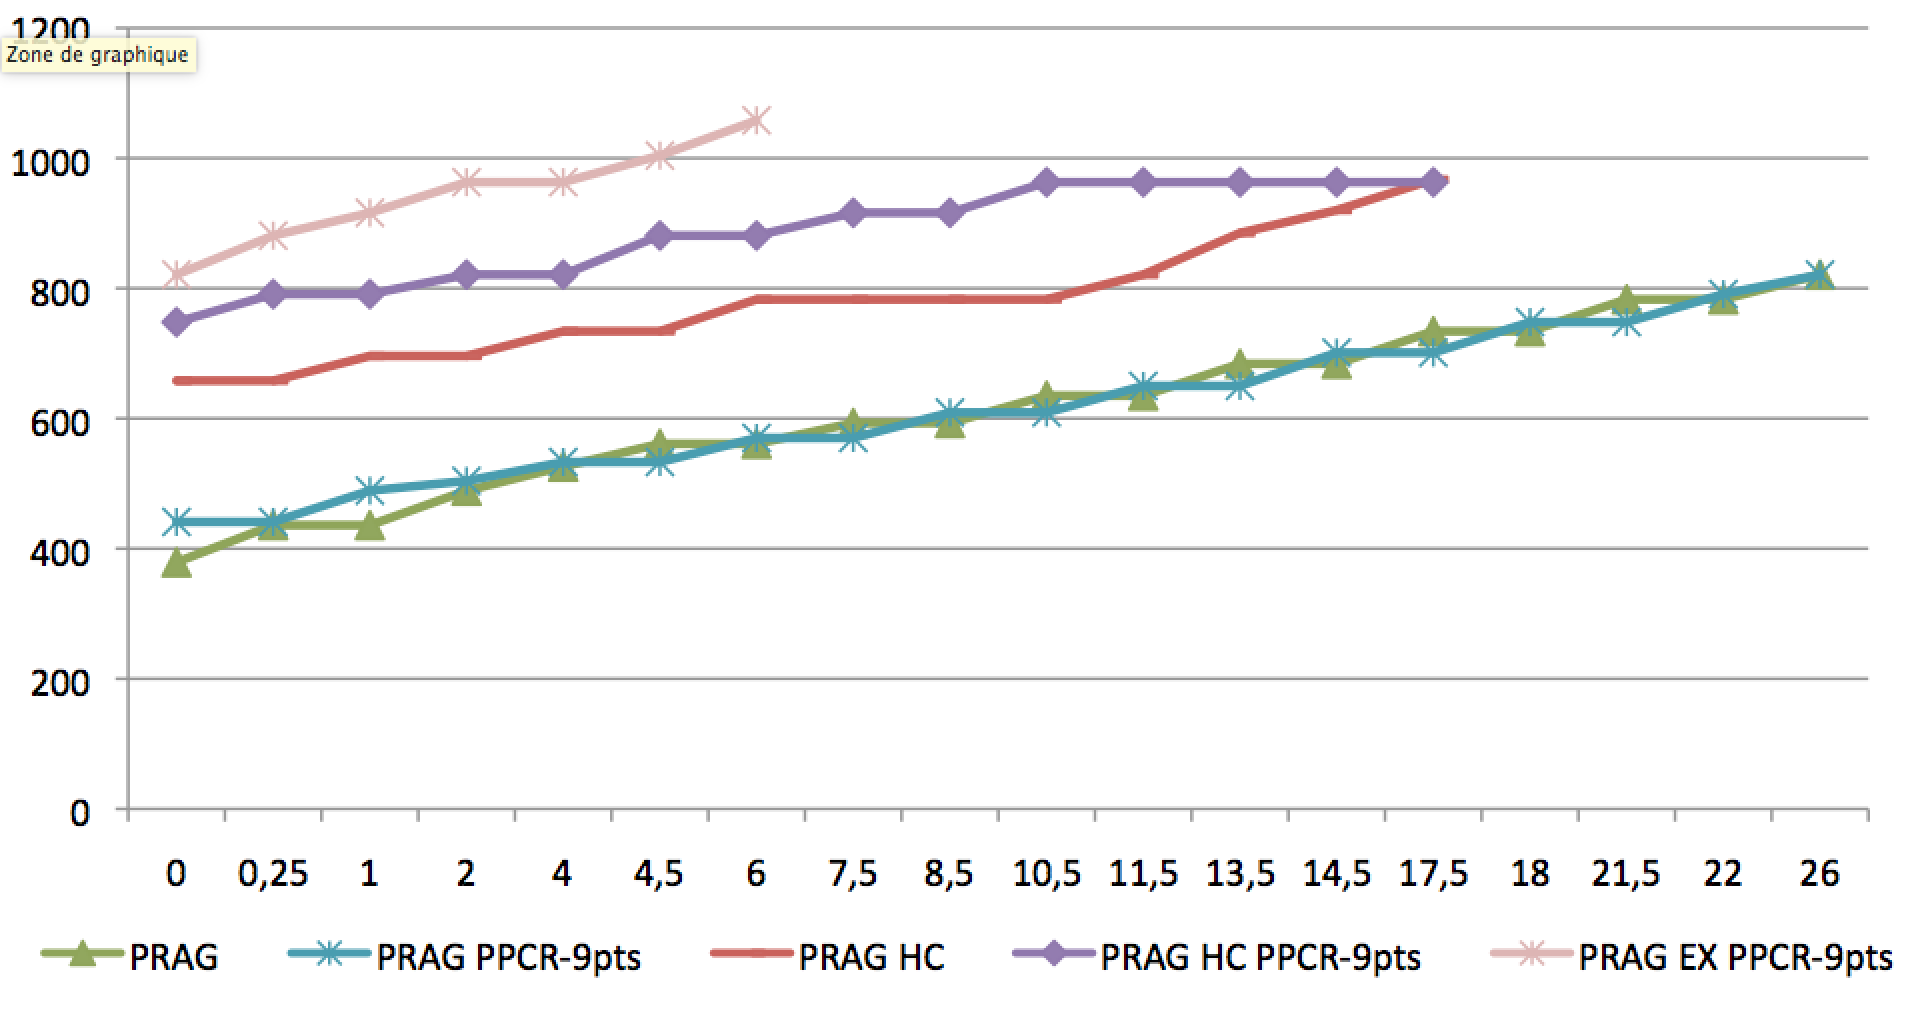 1200
Zone de graphique
1000
800
600
400
200
0
0 0,25 1 2 4 4,5 6 7,5 8,5 10,5 11,5 13,5 14,5 17,5 18 21,5 22 26
PRAG PRAG PPCR-9pts PRAG HC PRAG HC PPCR-9pts PRAG EX PPCR-9pts